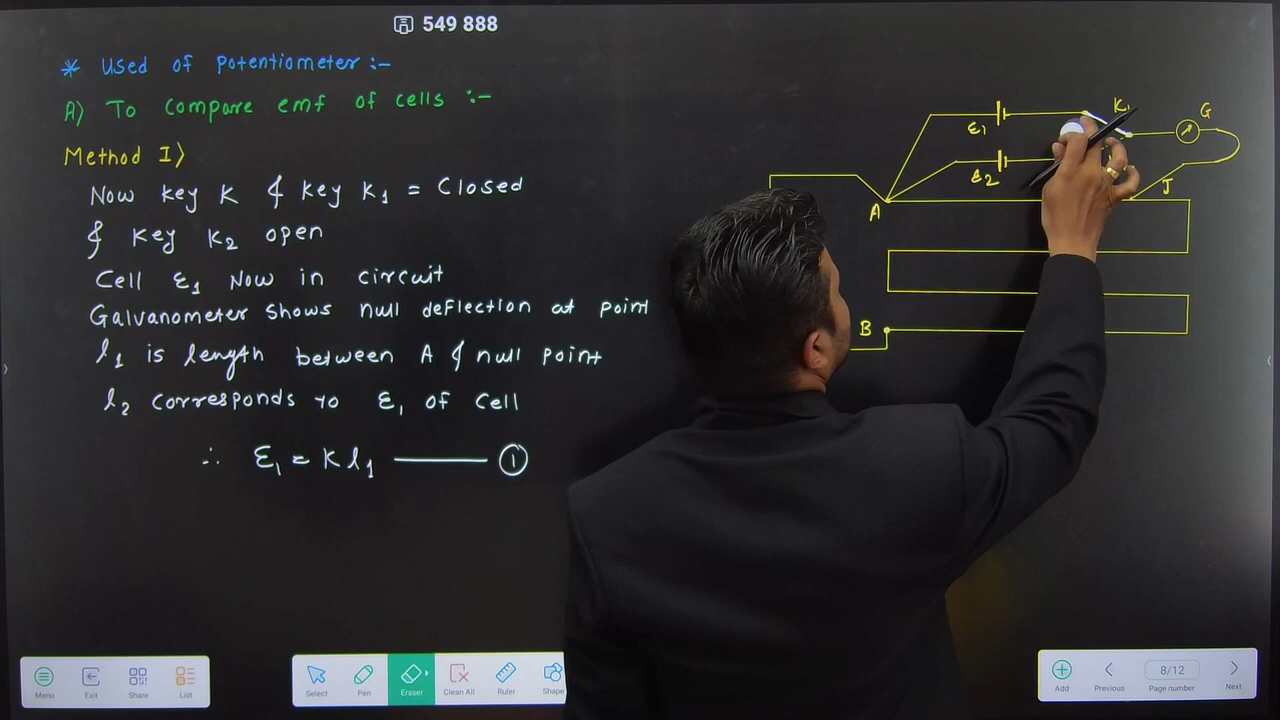 549 888
* Used of potentiometer :-
A) To compare emf of cells :-
Method I)
Now key K & key K₁ = Closed
& key K₂ open
Cell ε₁ Now in circuit
Galvanometer shows null deflection at point
l₁ is length between A & null point
l₂ corresponds to ε₁ of cell
∴ ε₁ = K l₁ ——— ①
K₁
G
ε₁
ε₂
J
A
B
Menu Exit Share List
Select Pen Eraser Clean All Ruler Shape
Add Previous 8/12 Page number Next